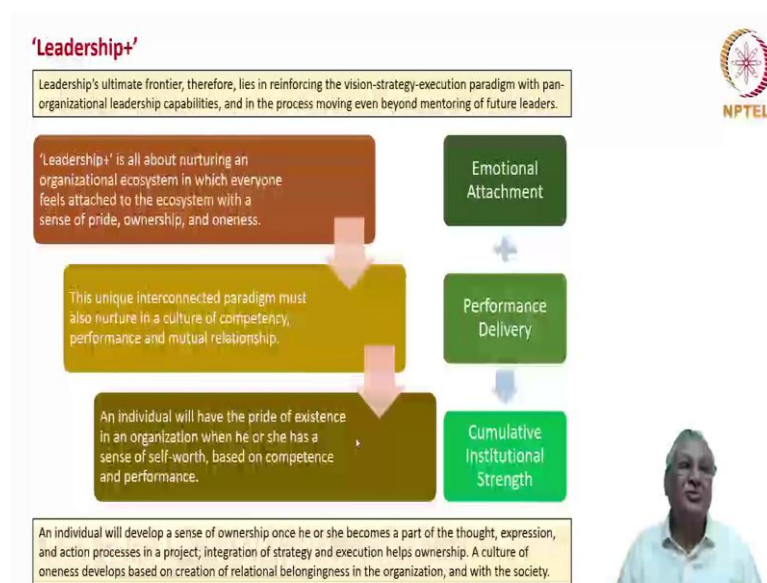 ‘Leadership+’
Leadership's ultimate frontier, therefore, lies in reinforcing the vision-strategy-execution paradigm with pan-
organizational leadership capabilities, and in the process moving even beyond mentoring of future leaders.
NPTEL
‘Leadership+’ is all about nurturing an
organizational ecosystem in which everyone
feels attached to the ecosystem with a
sense of pride, ownership, and oneness.
Emotional
Attachment
This unique interconnected paradigm must
also nurture in a culture of competency,
performance and mutual relationship.
Performance
Delivery
An individual will have the pride of existence
in an organization when he or she has a
sense of self-worth, based on competence
and performance.
Cumulative
Institutional
Strength
An individual will develop a sense of ownership once he or she becomes a part of the thought, expression,
and action processes in a project; integration of strategy and execution helps ownership. A culture of
oneness develops based on creation of relational belongingness in the organization, and with the society.